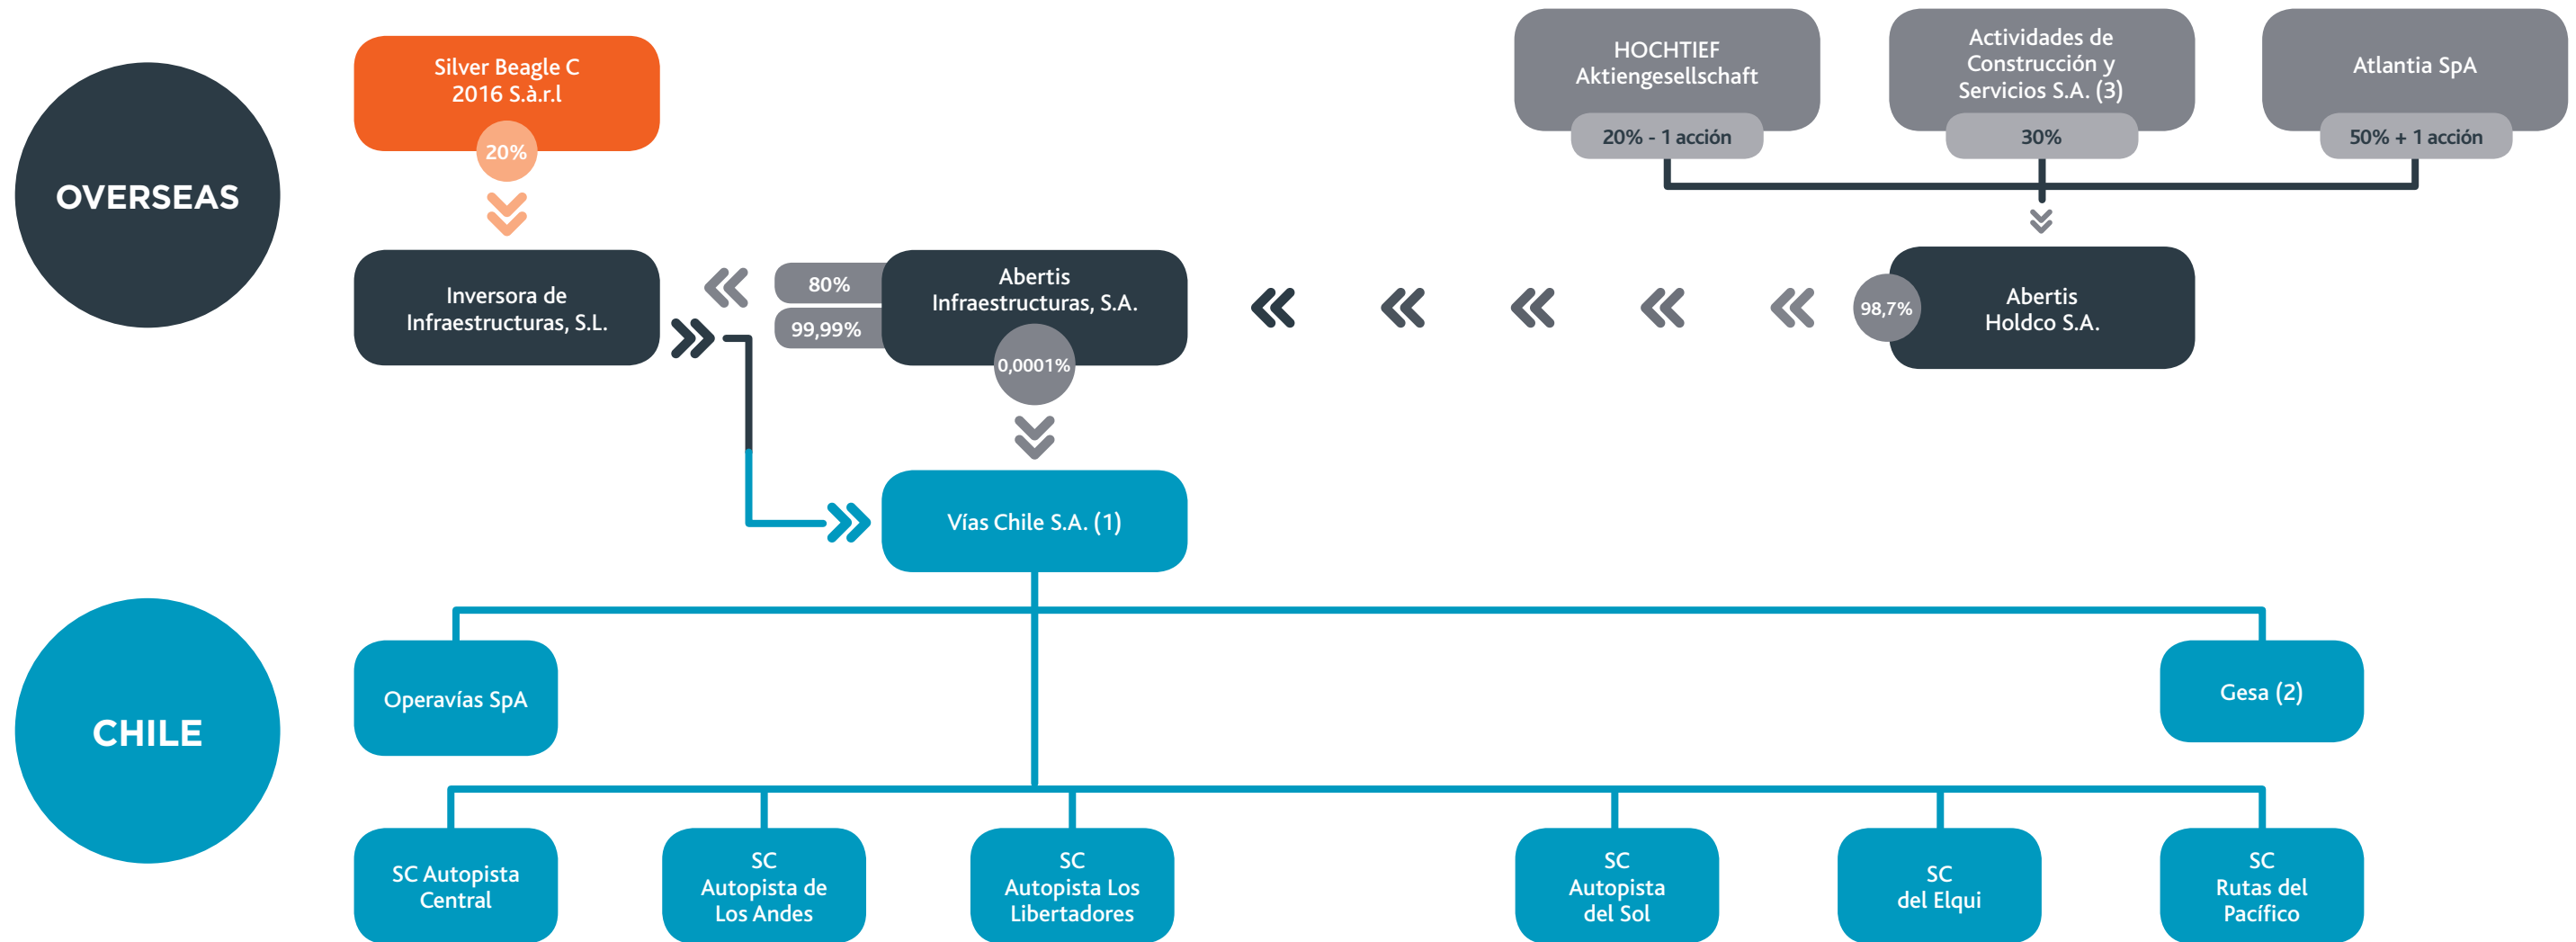 OVERSEAS
Silver Beagle C
2016 S.à.r.l
20%
HOCHTIEF
Aktiengesellschaft
20% - 1 acción
Actividades de
Construcción y
Servicios S.A. (3)
30%
Atlantia SpA
50% + 1 acción
Inversora de
Infraestructuras, S.L.
80%
99,99%
Abertis
Infraestructuras, S.A.
0,0001%
98,7%
Abertis
Holdco S.A.
Vías Chile S.A. (1)
CHILE
Operavías SpA
Gesa (2)
SC Autopista
Central
SC
Autopista de
Los Andes
SC
Autopista Los
Libertadores
SC
Autopista
del Sol
SC
del Elqui
SC
Rutas del
Pacífico